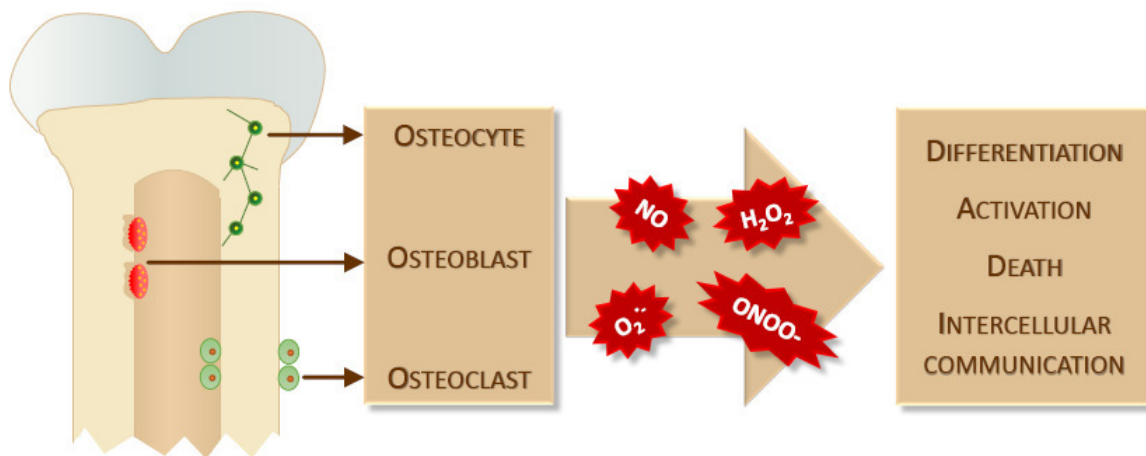 OSTEOCYTE
OSTEOBLAST
OSTEOCLAST
NO
H₂O₂
O₂˙̈
ONOO-
DIFFERENTIATION
ACTIVATION
DEATH
INTERCELLULAR
COMMUNICATION